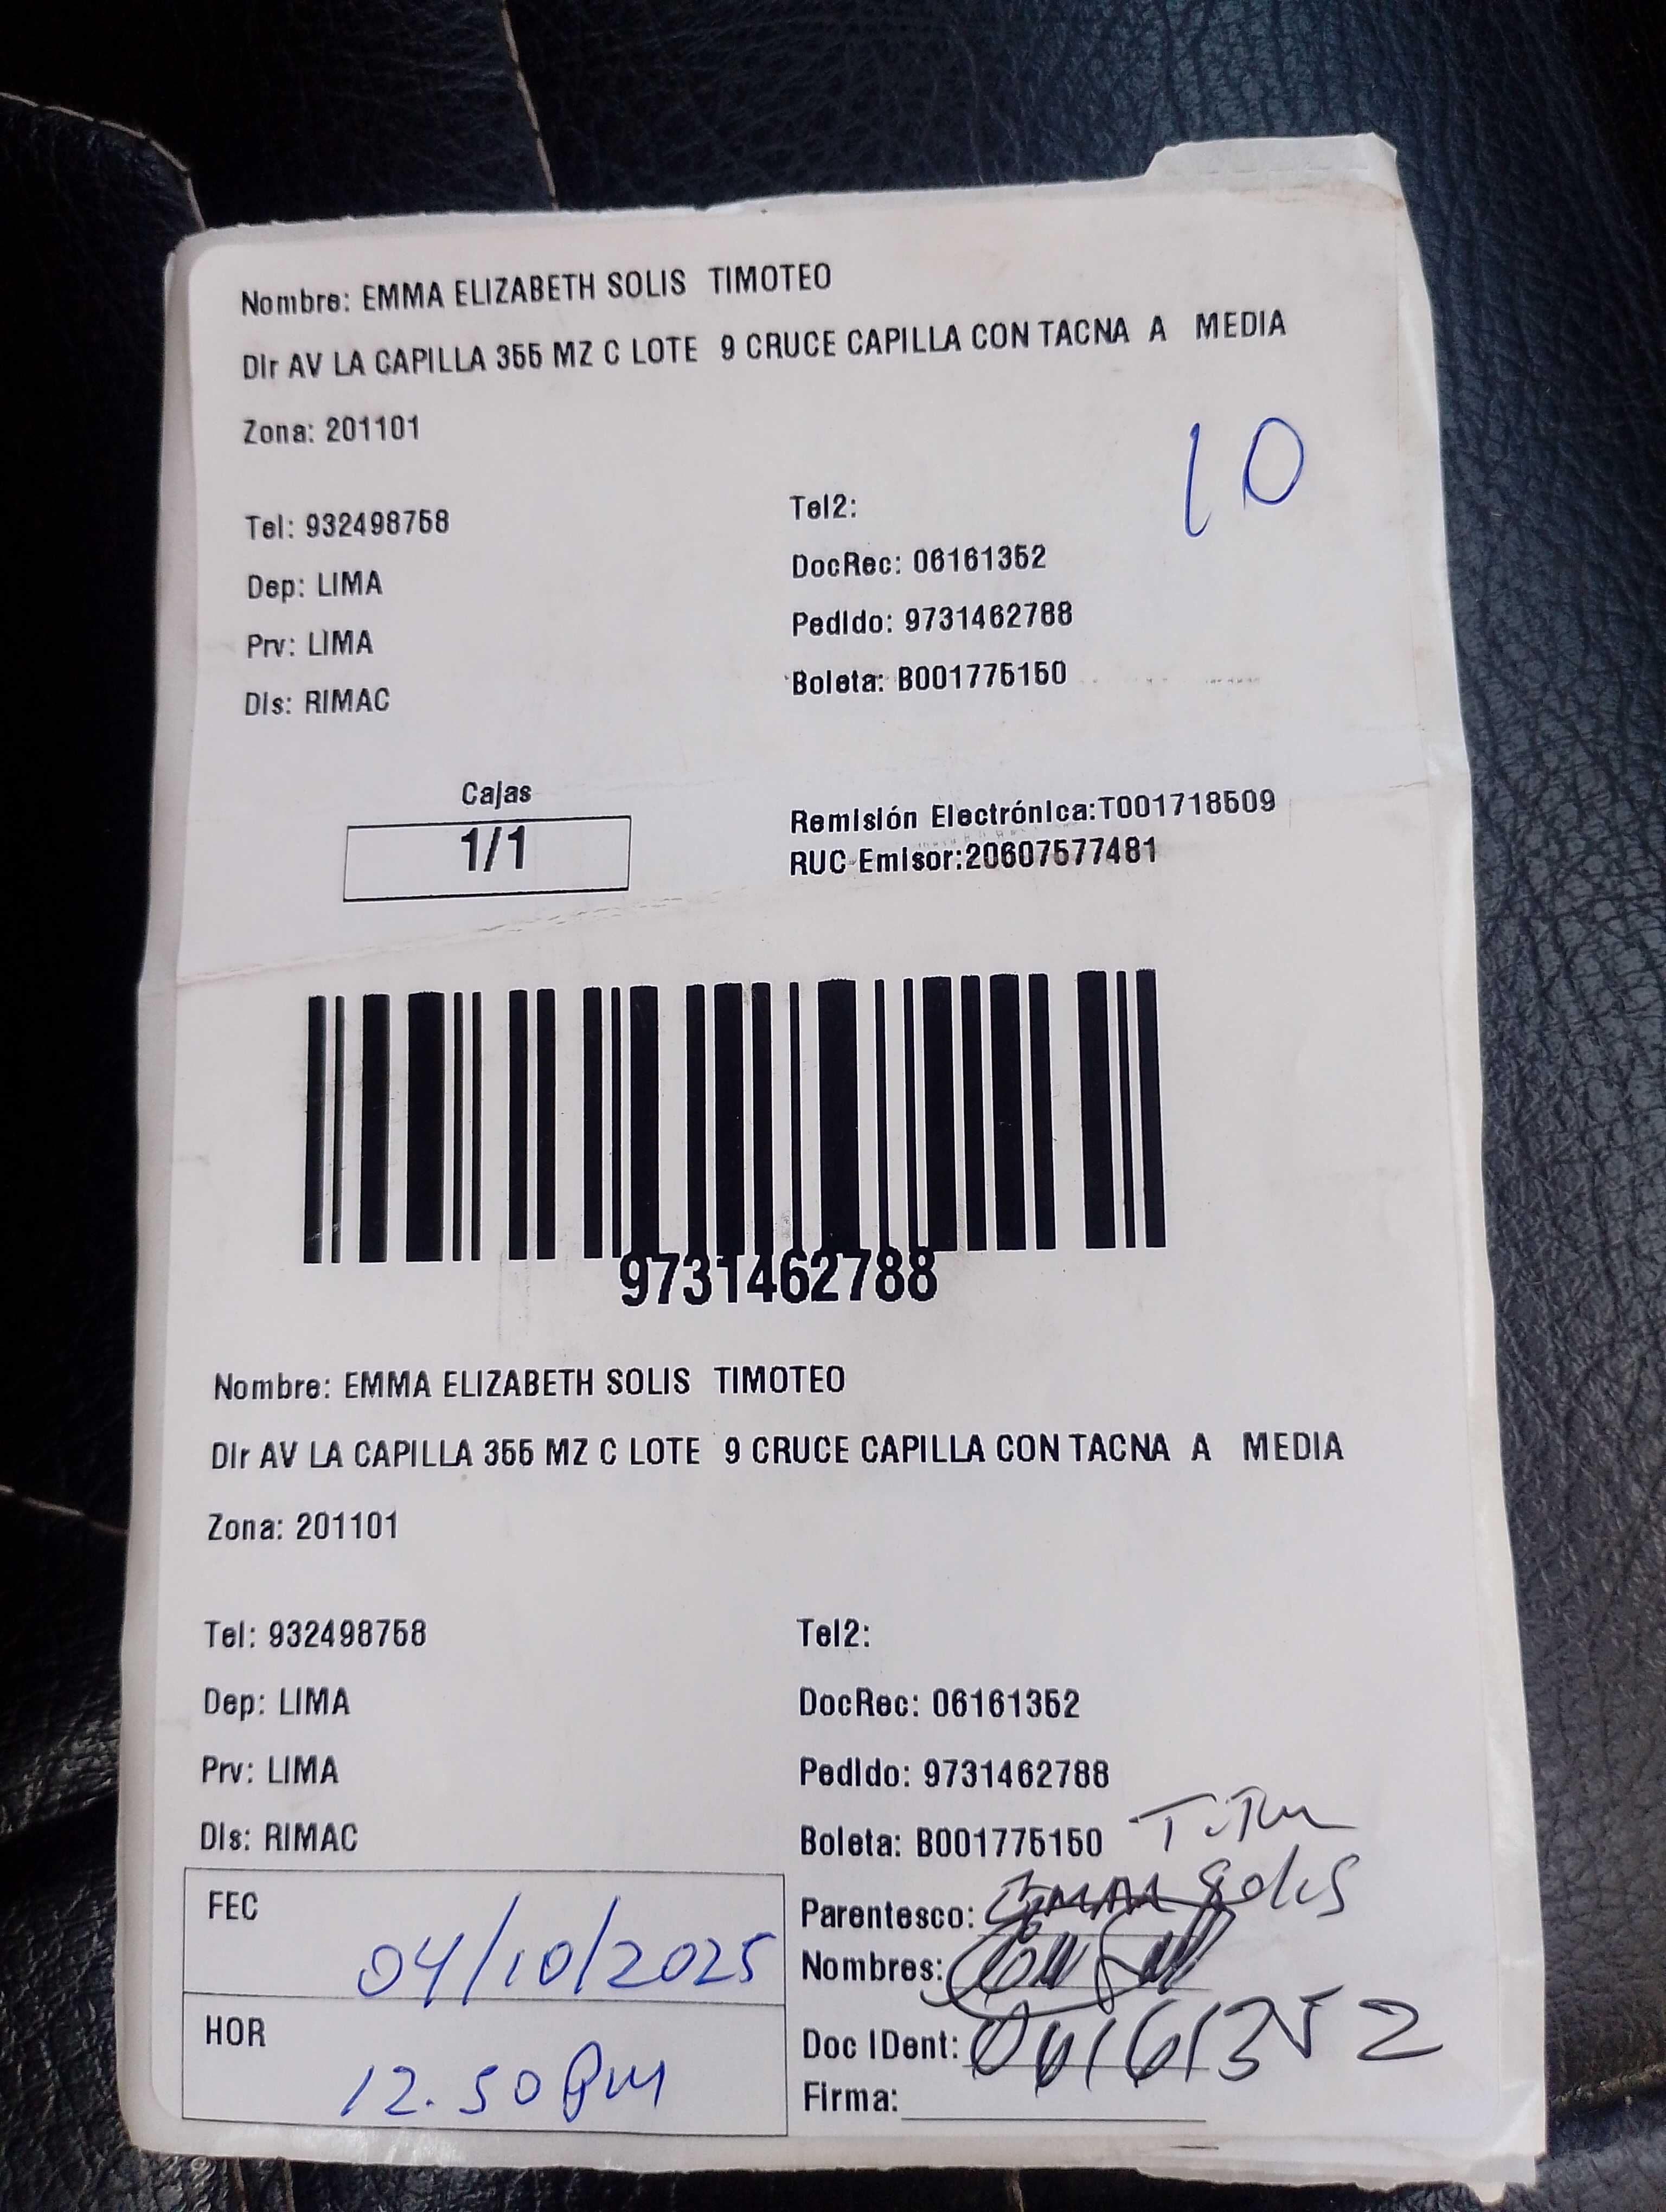 Nombre: EMMA ELIZABETH SOLIS TIMOTEO
Dir AV LA CAPILLA 355 MZ C LOTE 9 CRUCE CAPILLA CON TACNA A MEDIA
Zona: 201101
10
Tel: 932498758
Tel2:
Dep: LIMA
DocRec: 06161352
Prv: LIMA
Pedido: 9731462788
Dis: RIMAC
Boleta: B001775150
Cajas
1/1
Remisión Electrónica:T001718509
RUC Emisor:20607577481
9731462788
Nombre: EMMA ELIZABETH SOLIS TIMOTEO
Dir AV LA CAPILLA 355 MZ C LOTE 9 CRUCE CAPILLA CON TACNA A MEDIA
Zona: 201101
Tel: 932498758
Tel2:
Dep: LIMA
DocRec: 06161352
Prv: LIMA
Pedido: 9731462788
Dis: RIMAC
Boleta: B001775150
FEC
04/10/2025
HOR
12.50 pm
Parentesco: Emma Solis
Nombres:
Doc IDent: 06161352
Firma: